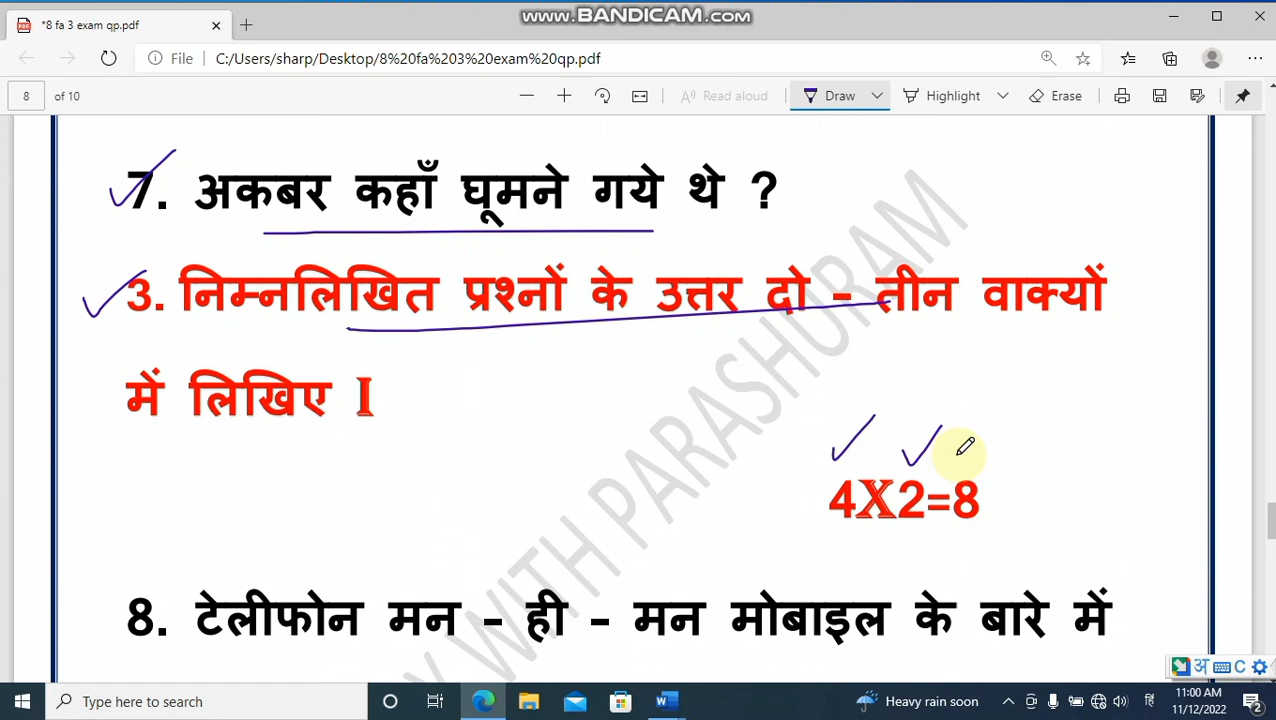 WWW.BANDICAM.COM
*8 fa 3 exam qp.pdf
File C:/Users/sharp/Desktop/8%20fa%203%20exam%20qp.pdf
8 of 10 Read aloud Draw Highlight Erase
7. अकबर कहाँ घूमने गये थे ?
3. निम्नलिखित प्रश्नों के उत्तर दो - तीन वाक्यों
में लिखिए I
4X2=8
8. टेलीफोन मन - ही - मन मोबाइल के बारे में
Y WITH PARASHURAM
अ C
Type here to search Heavy rain soon हिं 11:00 AM
11/12/2022 2